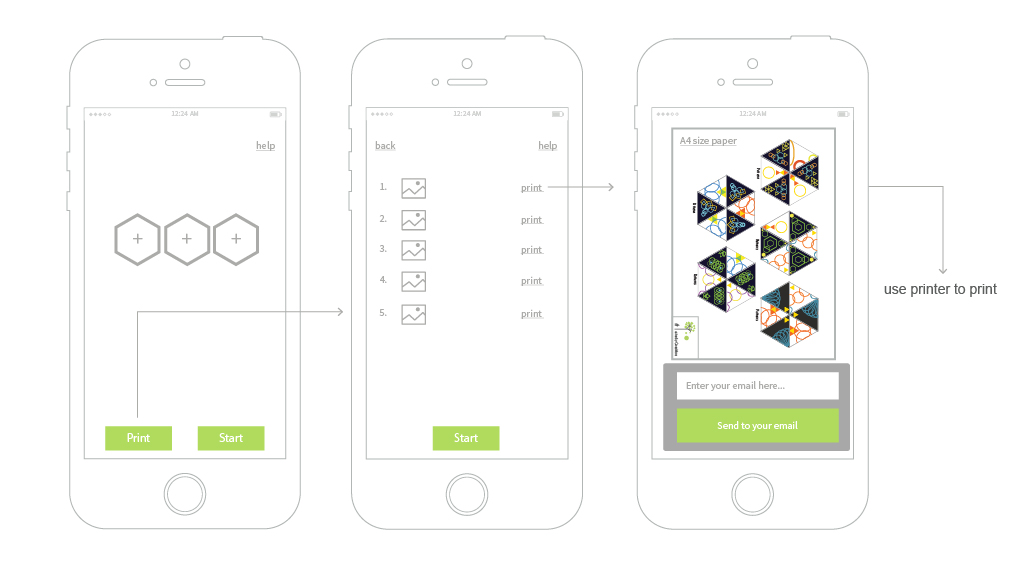 12:24 AM
help
Print
Start
12:24 AM
back
help
1.
print
2.
print
3.
print
4.
print
5.
print
Start
12:24 AM
A4 size paper
Enter your email here...
Send to your email
use printer to print